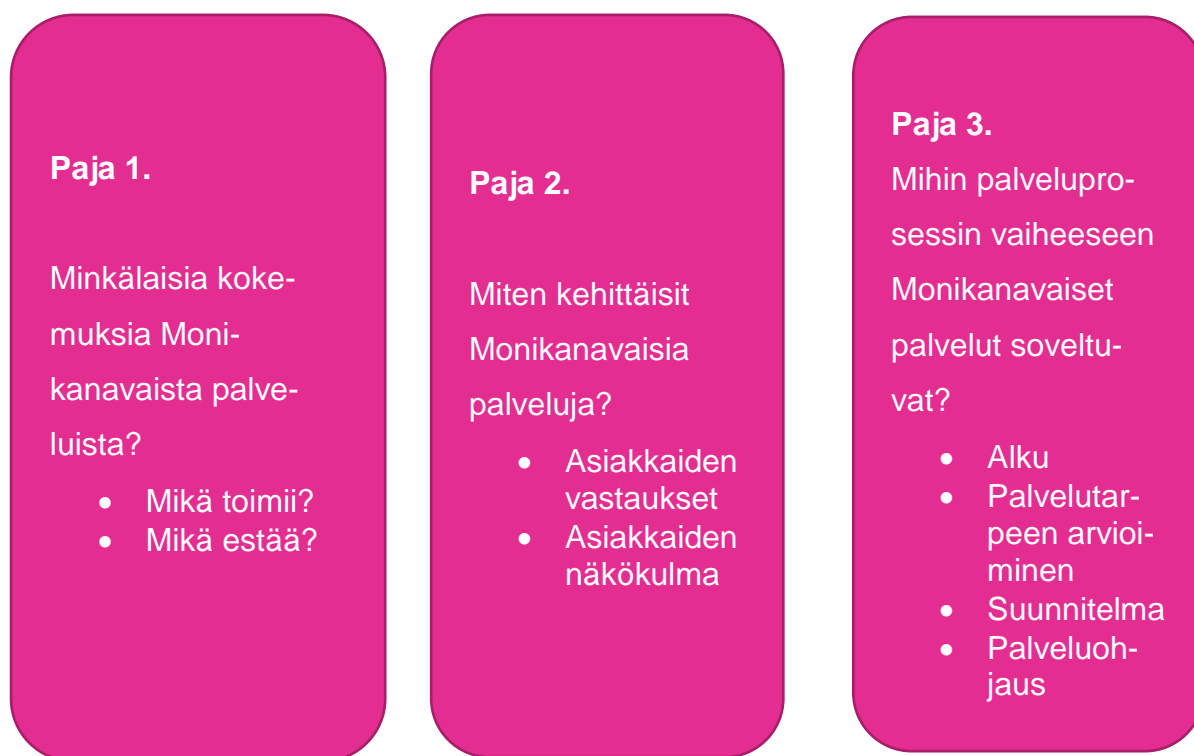 Paja 1.
Minkälaisia koke-
muksia Moni-
kanavaista palve-
luista?
• Mikä toimii?
• Mikä estää?
Paja 2.
Miten kehittäisit
Monikanavaisia
palveluja?
• Asiakkaiden
vastaukset
• Asiakkaiden
näkökulma
Paja 3.
Mihin palvelupro-
sessin vaiheeseen
Monikanavaiset
palvelut soveltu-
vat?
• Alku
• Palvelutar-
peen arvioi-
minen
• Suunnitelma
• Palveluoh-
jaus